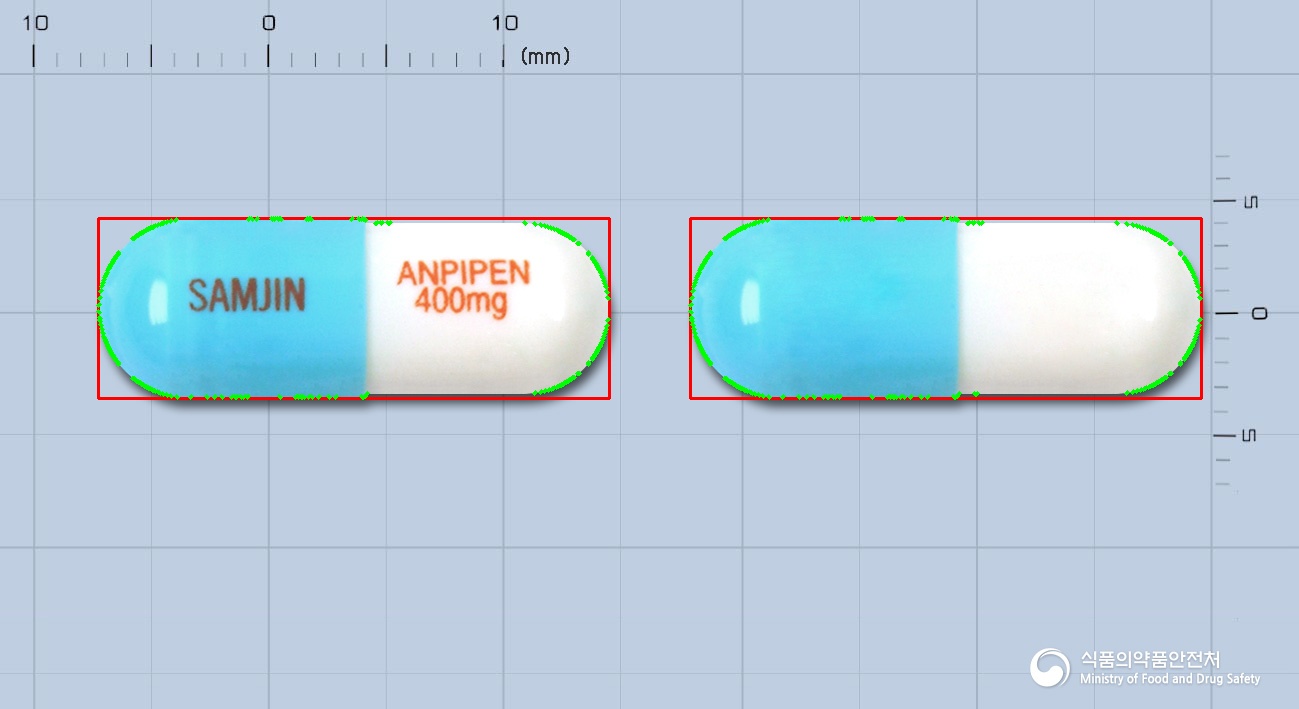 10 0 10
(mm)
SAMJIN
ANPIPEN
400mg
5
0
5
식품의약품안전처
Ministry of Food and Drug Safety